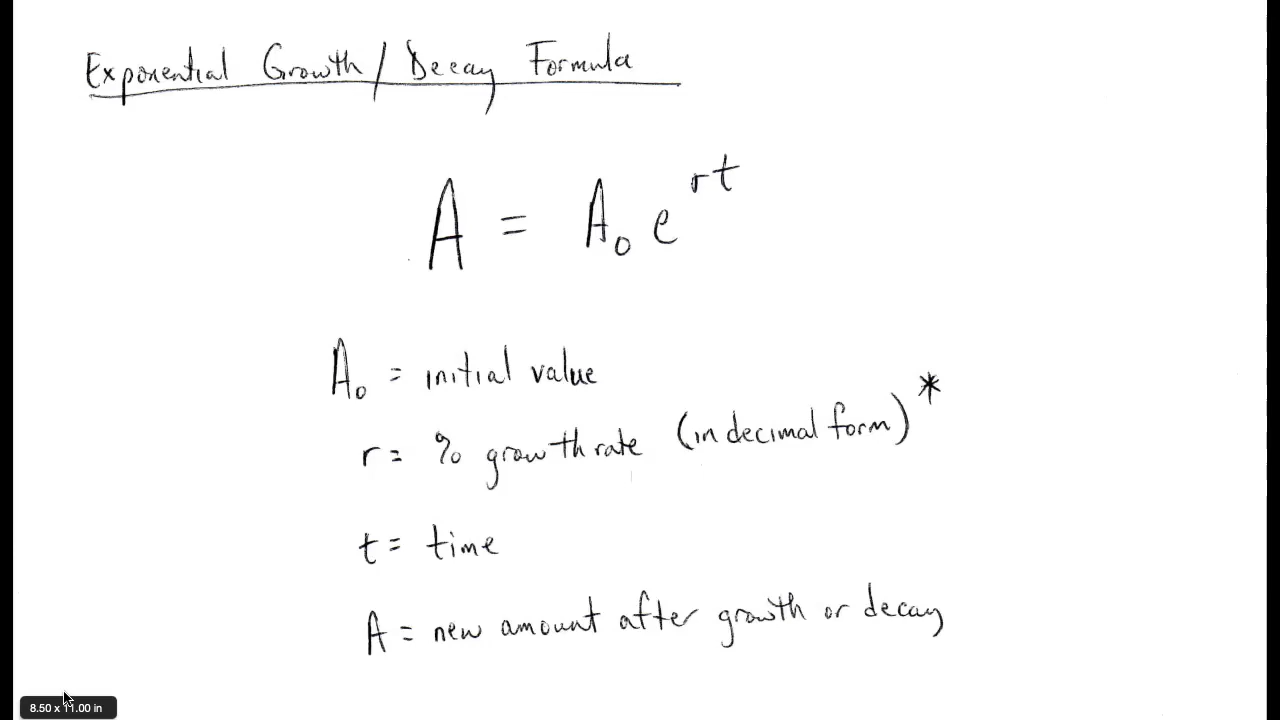 Exponential Growth / Decay Formula
A = A₀ e^{rt}
A₀ = initial value
r = % growth rate (in decimal form)*
t = time
A = new amount after growth or decay
8.50 x 11.00 in